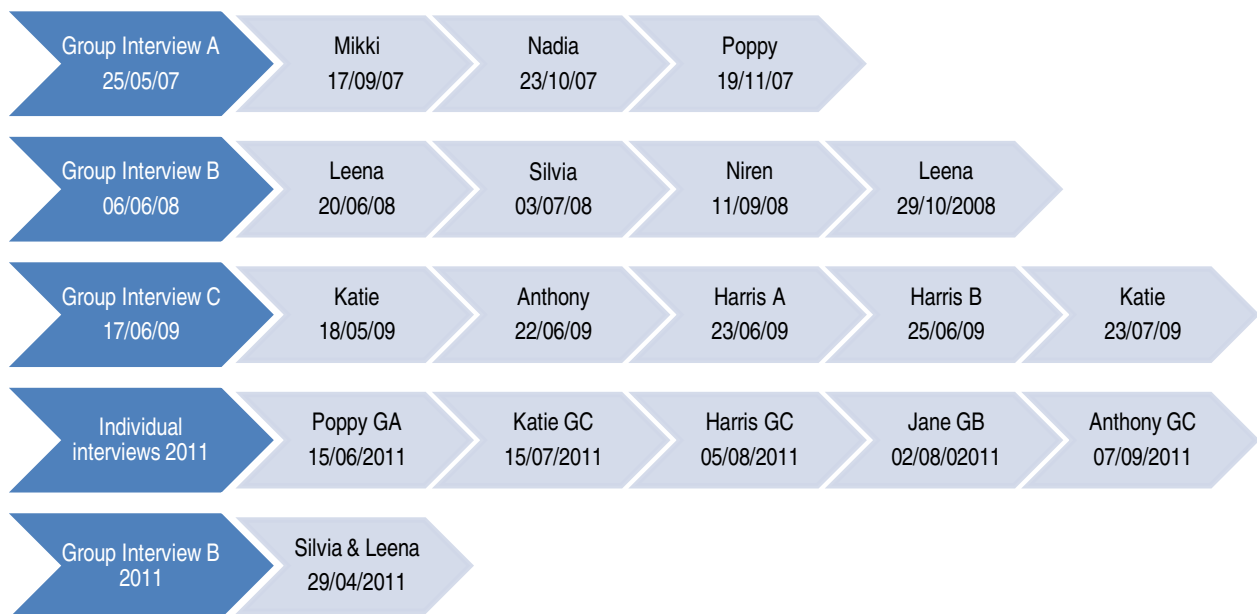 Group Interview A
25/05/07
Mikki
17/09/07
Nadia
23/10/07
Poppy
19/11/07
Group Interview B
06/06/08
Leena
20/06/08
Silvia
03/07/08
Niren
11/09/08
Leena
29/10/2008
Group Interview C
17/06/09
Katie
18/05/09
Anthony
22/06/09
Harris A
23/06/09
Harris B
25/06/09
Katie
23/07/09
Individual
interviews 2011
Poppy GA
15/06/2011
Katie GC
15/07/2011
Harris GC
05/08/2011
Jane GB
02/08/02011
Anthony GC
07/09/2011
Group Interview B
2011
Silvia & Leena
29/04/2011